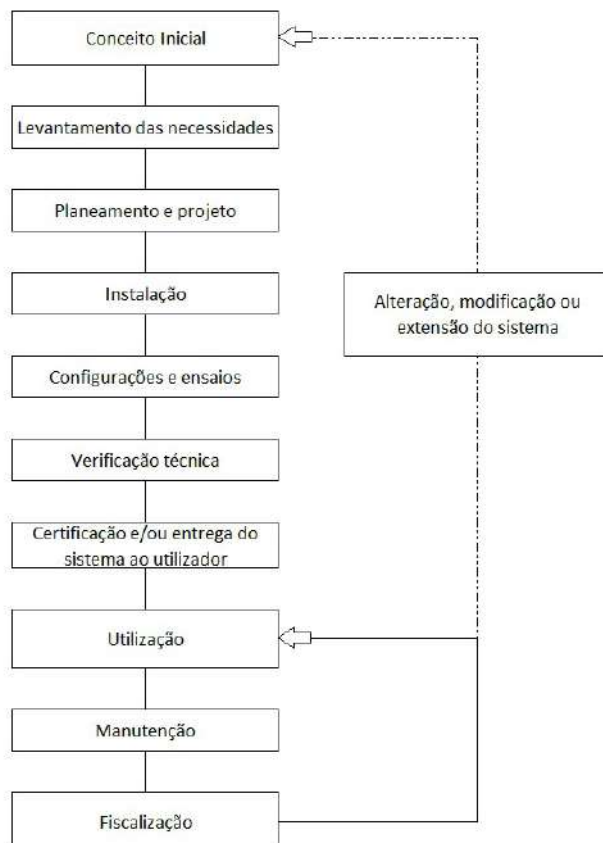 Conceito Inicial
Levantamento das necessidades
Planeamento e projeto
Instalação
Alteração, modificação ou
extensão do sistema
Configurações e ensaios
Verificação técnica
Certificação e/ou entrega do
sistema ao utilizador
Utilização
Manutenção
Fiscalização